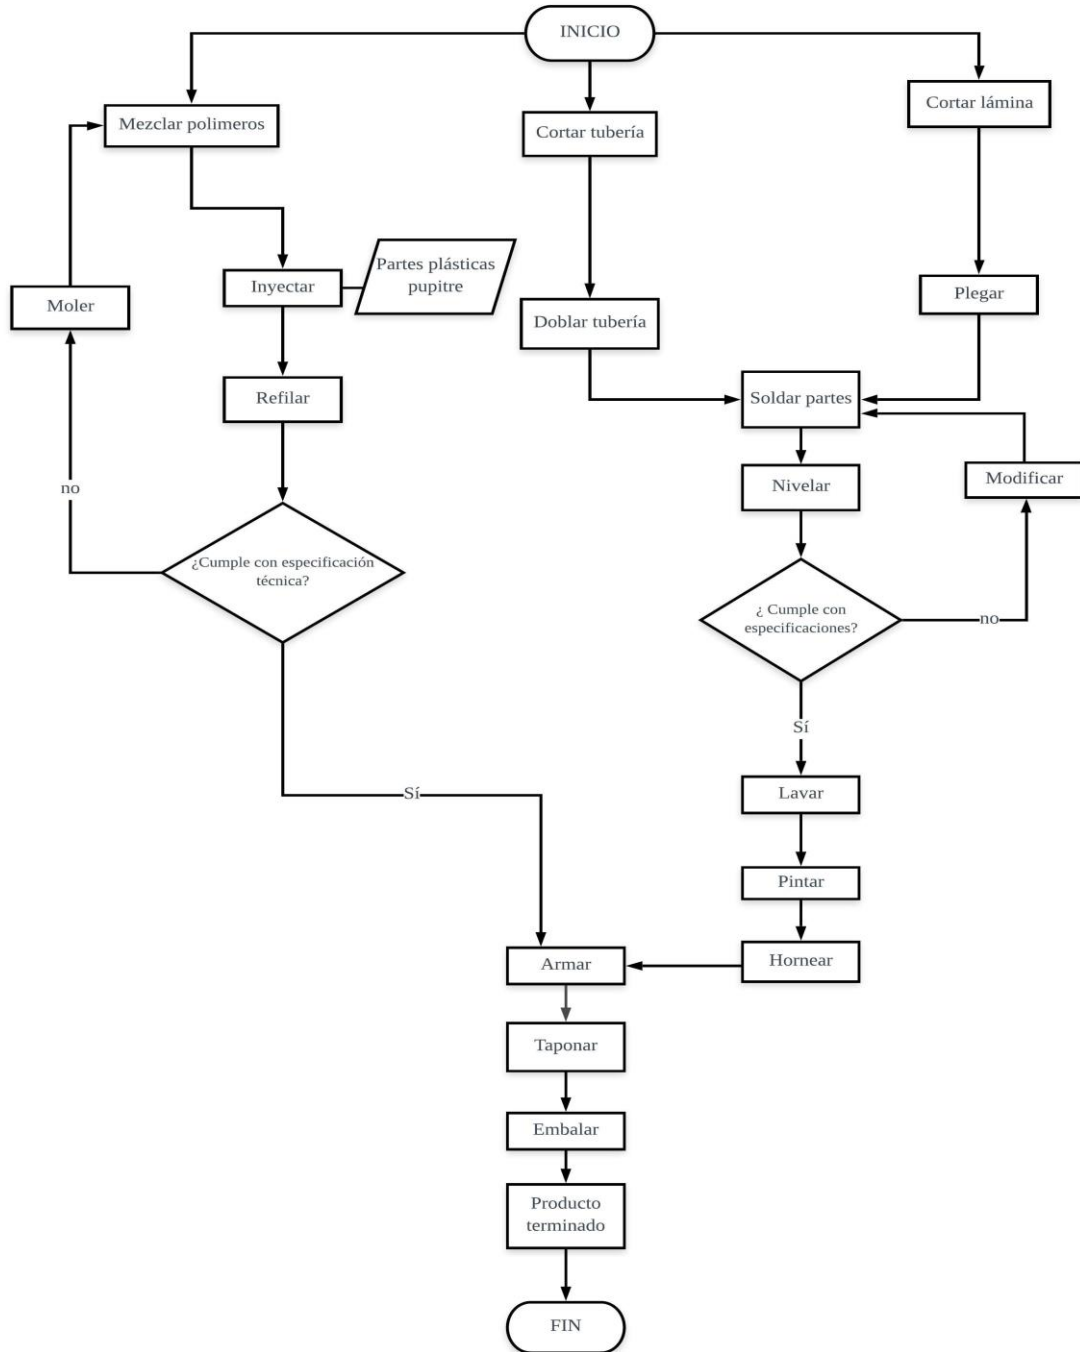 INICIO
Mezclar polimeros
Cortar tubería
Cortar lámina
Partes plásticas
pupitre
Inyectar
Moler
Plegar
Doblar tubería
Refilar
Soldar partes
Nivelar
Modificar
no
¿Cumple con especificación
técnica?
¿ Cumple con
especificaciones?
no
Sí
Lavar
Sí
Pintar
Hornear
Armar
Taponar
Embalar
Producto
terminado
FIN